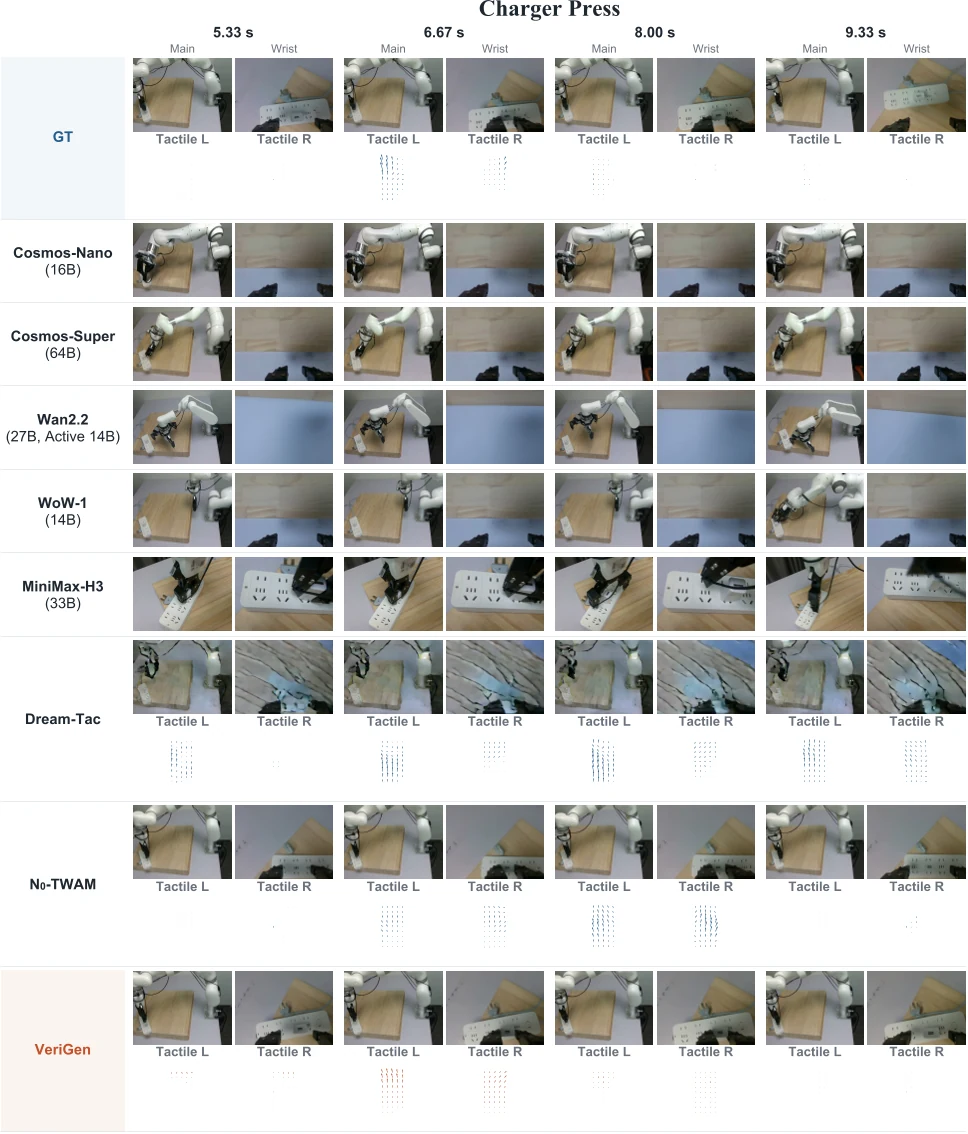 Charger Press
5.33 s 6.67 s 8.00 s 9.33 s
Main Wrist Main Wrist Main Wrist Main Wrist
GT
Tactile L Tactile R Tactile L Tactile R Tactile L Tactile R Tactile L Tactile R
Cosmos-Nano
(16B)
Cosmos-Super
(64B)
Wan2.2
(27B, Active 14B)
WoW-1
(14B)
MiniMax-H3
(33B)
Dream-Tac
Tactile L Tactile R Tactile L Tactile R Tactile L Tactile R Tactile L Tactile R
N₀-TWAM
Tactile L Tactile R Tactile L Tactile R Tactile L Tactile R Tactile L Tactile R
VeriGen
Tactile L Tactile R Tactile L Tactile R Tactile L Tactile R Tactile L Tactile R